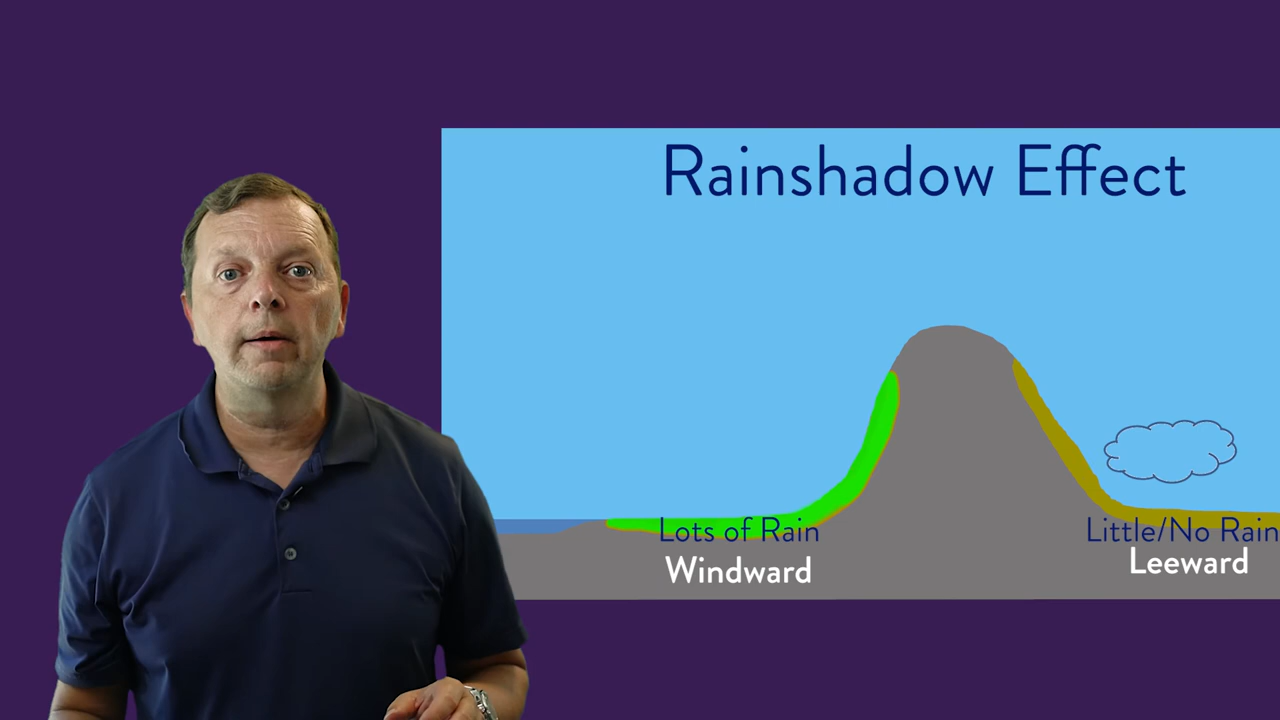 Rainshadow Effect
Lots of Rain
Windward
Little/No Rain
Leeward